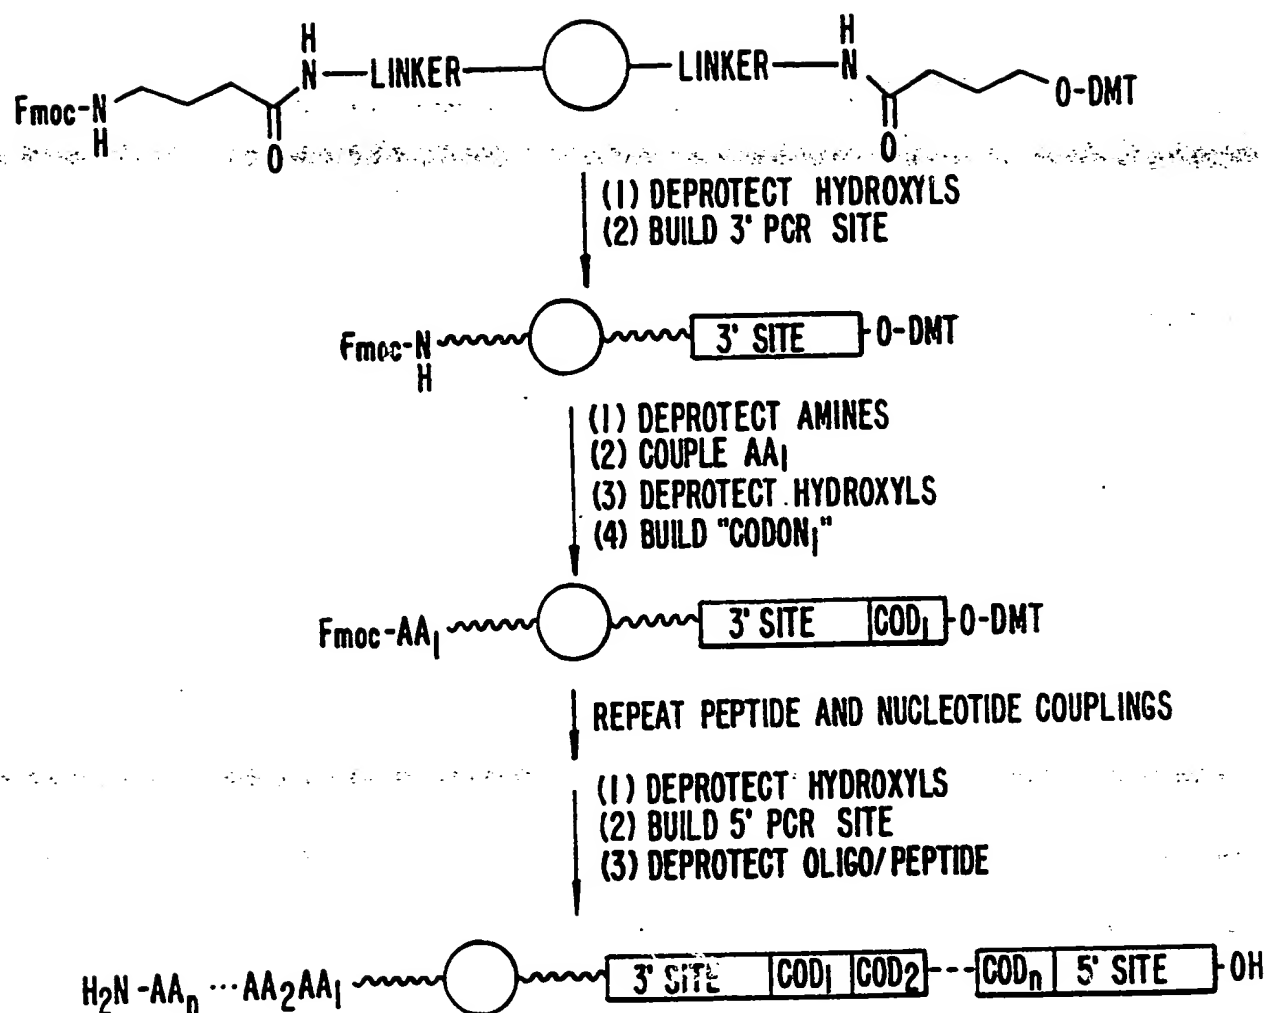 H
N—LINKER
LINKER—N
H
Fmoc-N
H
O
O
O-DMT
(1) DEPROTECT HYDROXYLS
(2) BUILD 3' PCR SITE
Fmoc-N
H
3' SITE
O-DMT
(1) DEPROTECT AMINES
(2) COUPLE AA₁
(3) DEPROTECT HYDROXYLS
(4) BUILD "CODON₁"
Fmoc-AA₁
3' SITE COD₁ O-DMT
REPEAT PEPTIDE AND NUCLEOTIDE COUPLINGS
(1) DEPROTECT HYDROXYLS
(2) BUILD 5' PCR SITE
(3) DEPROTECT OLIGO/PEPTIDE
H₂N-AAₙ ···AA₂AA₁ 3' SITE COD₁ COD₂ --- CODₙ 5' SITE OH